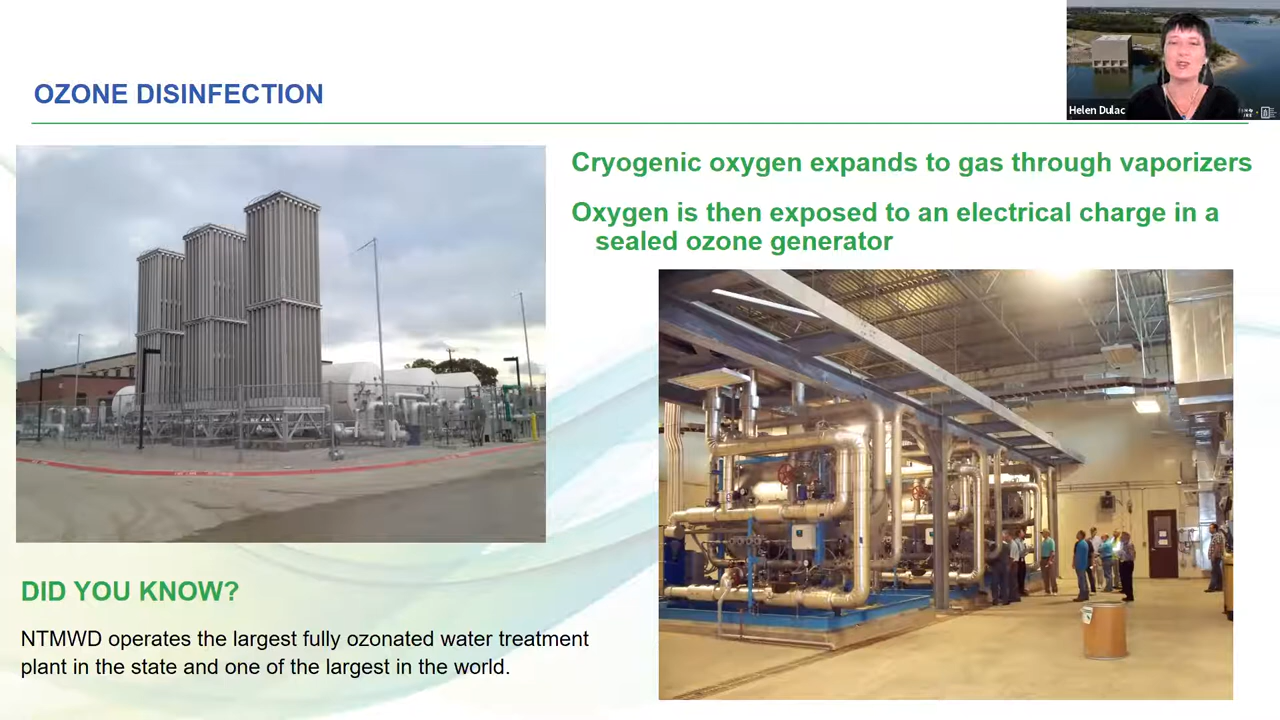 OZONE DISINFECTION
Helen Dulac
Cryogenic oxygen expands to gas through vaporizers
Oxygen is then exposed to an electrical charge in a
sealed ozone generator
DID YOU KNOW?
NTMWD operates the largest fully ozonated water treatment
plant in the state and one of the largest in the world.